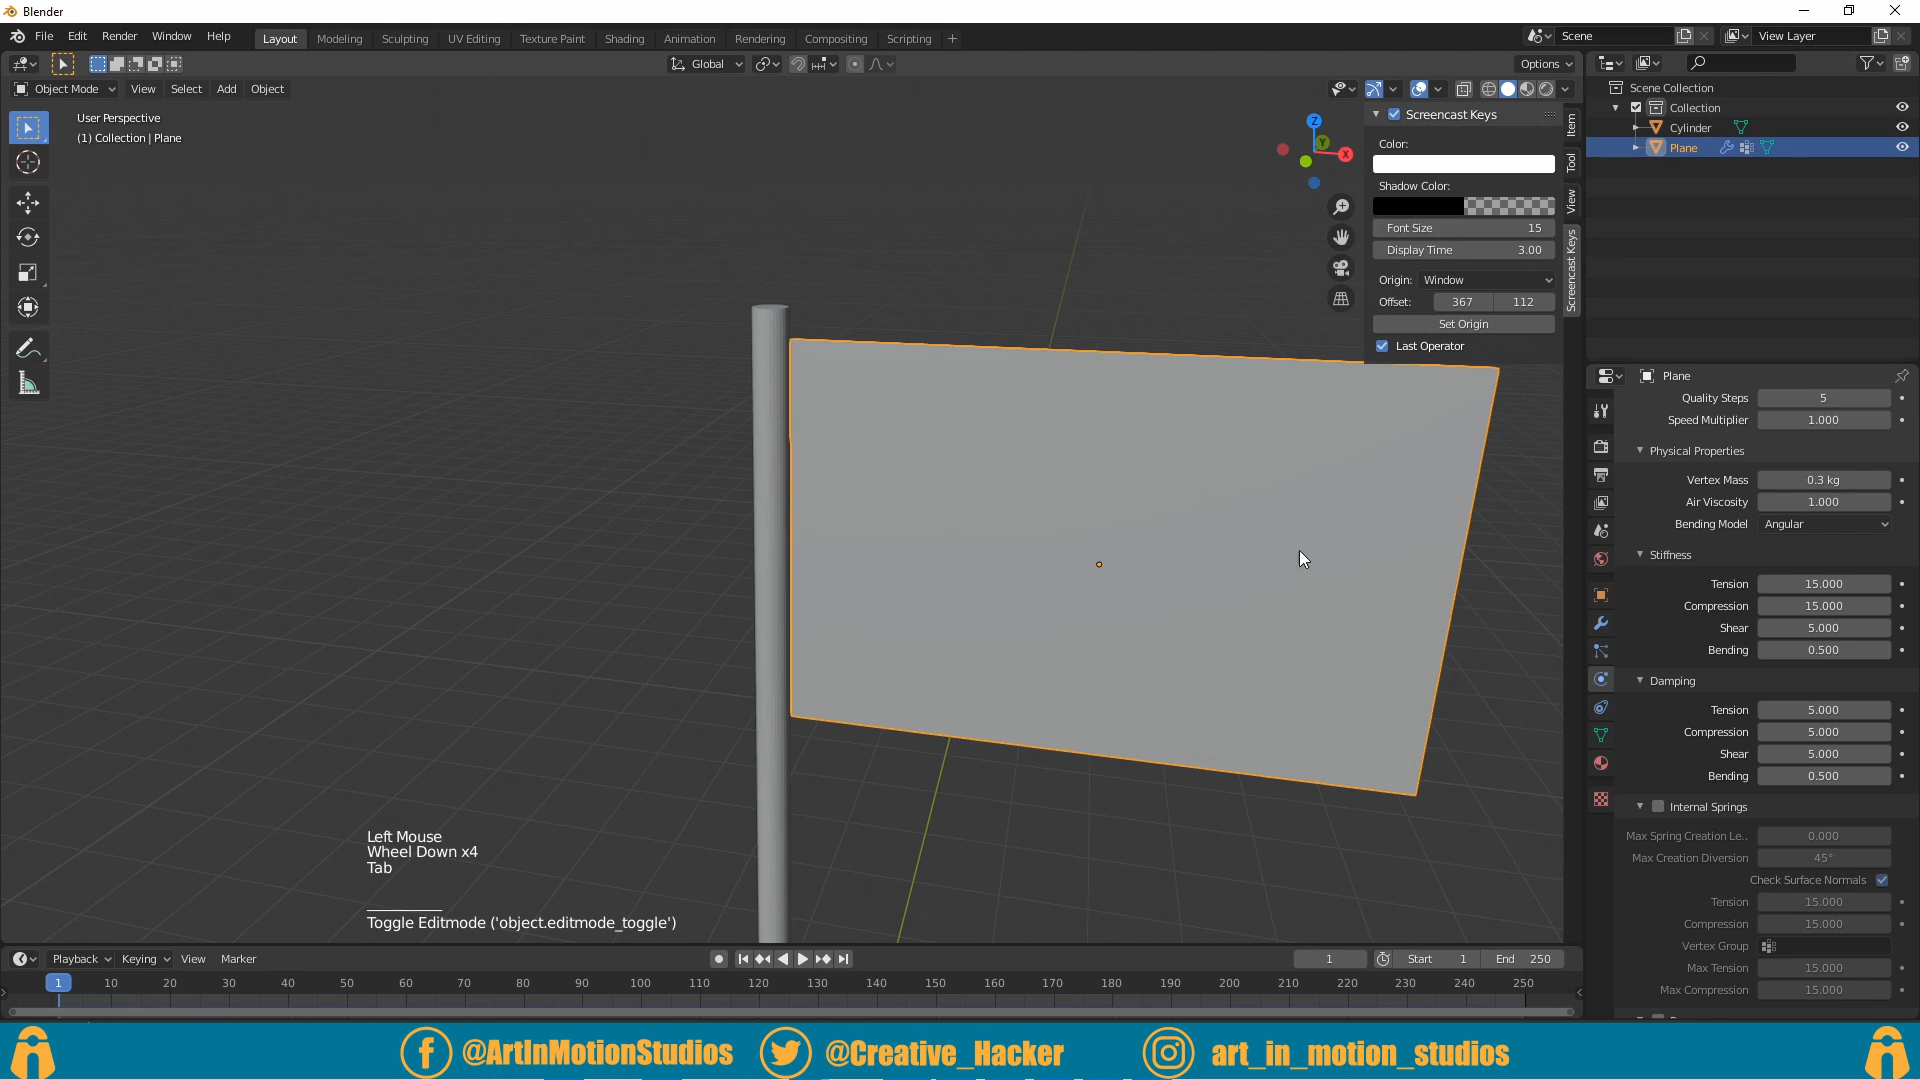 Blender
File Edit Render Window Help Layout Modeling Sculpting UV Editing Texture Paint Shading Animation Rendering Compositing Scripting + Scene View Layer
Global Options
Object Mode View Select Add Object
User Perspective
(1) Collection | Plane
Z
Y
X
Screencast Keys
Color:
Shadow Color:
Font Size 15
Display Time 3.00
Origin: Window
Offset: 367 112
Set Origin
Last Operator
Item
Tool
View
Screencast Keys
Scene Collection
Collection
Cylinder
Plane
Plane
Quality Steps 5
Speed Multiplier 1.000
Physical Properties
Vertex Mass 0.3 kg
Air Viscosity 1.000
Bending Model Angular
Stiffness
Tension 15.000
Compression 15.000
Shear 5.000
Bending 0.500
Damping
Tension 5.000
Compression 5.000
Shear 5.000
Bending 0.500
Internal Springs
Max Spring Creation Le.. 0.000
Max Creation Diversion 45°
Check Surface Normals
Tension 15.000
Compression 15.000
Vertex Group
Max Tension 15.000
Max Compression 15.000
Left Mouse
Wheel Down x4
Tab
Toggle Editmode ('object.editmode_toggle')
Playback Keying View Marker 1 Start 1 End 250
1 10 20 30 40 50 60 70 80 90 100 110 120 130 140 150 160 170 180 190 200 210 220 230 240 250
@ArtInMotionStudios @Creative_Hacker art_in_motion_studios